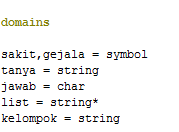 domains
sakit,gejala = symbol
tanya = string
jawab = char
list = string*
kelompok = string